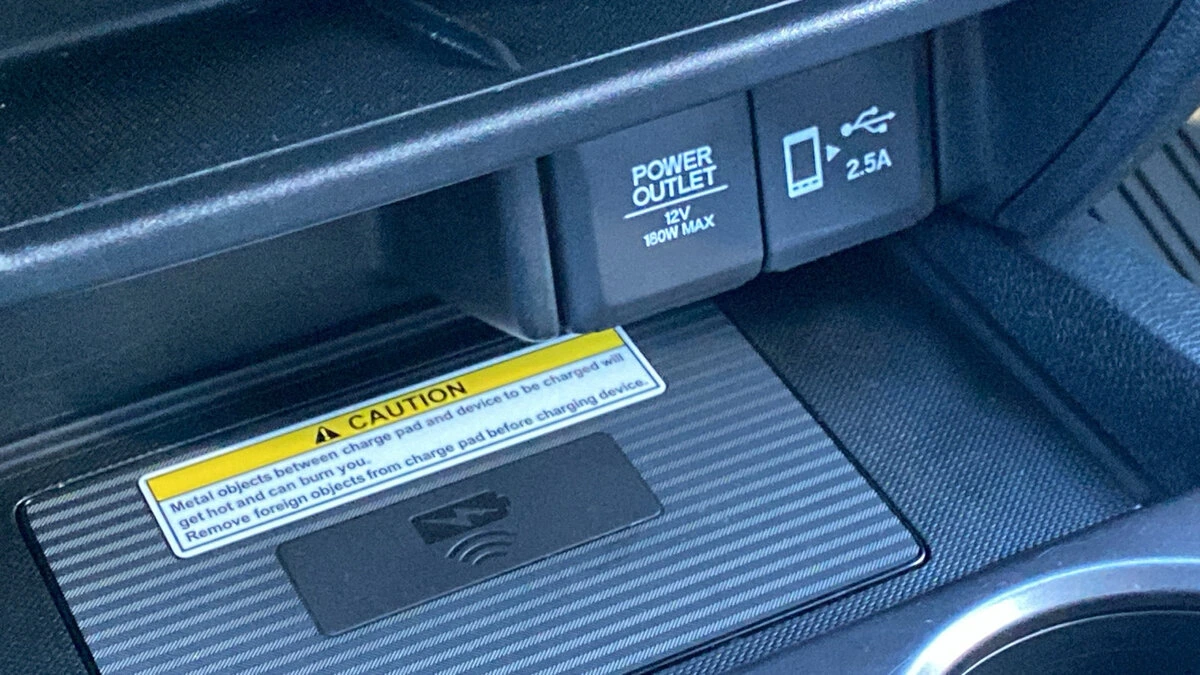 POWER
OUTLET
12V
180W MAX
2.5A
CAUTION
Metal objects between charge pad and device to be charged will
get hot and can burn you.
Remove foreign objects from charge pad before charging device.